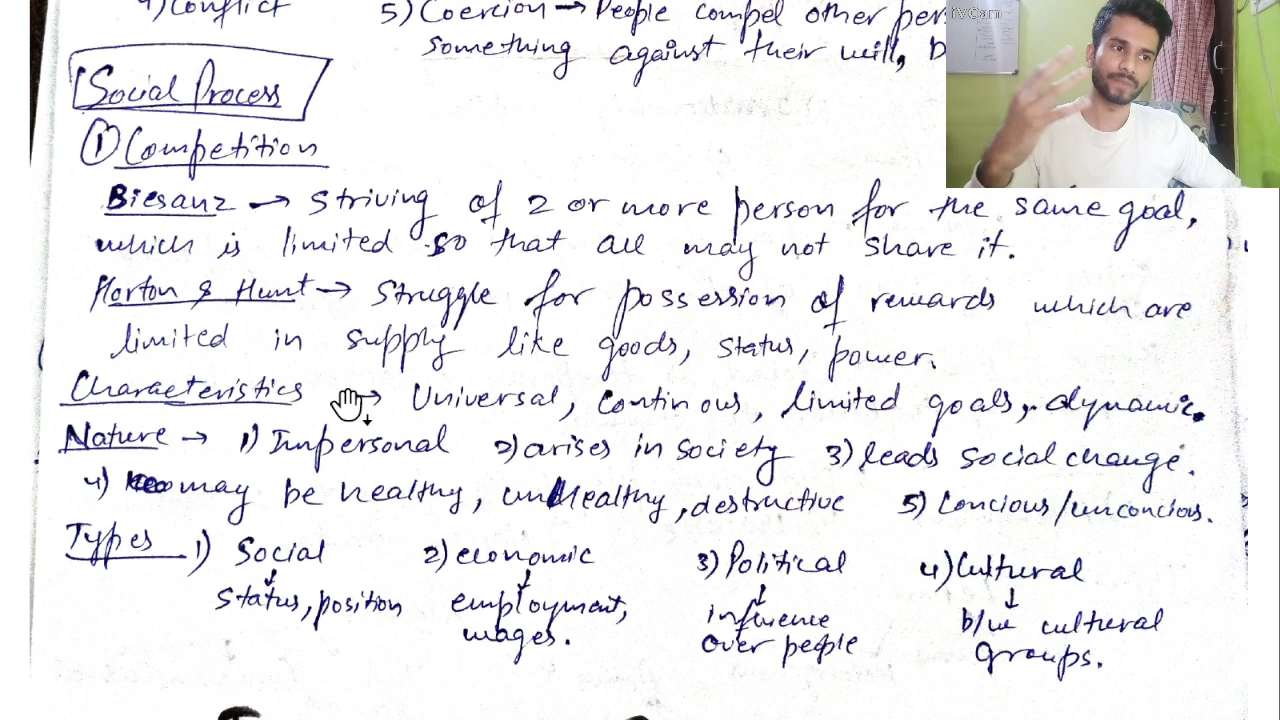 4) Conflict
5) Coercion → People compel other per
something against their will, b
iVCam
Social Process
① Competition
Biesanz → Striving of 2 or more person for the same goal,
which is limited so that all may not share it.
Horton & Hunt → Struggle for possession of rewards which are
limited in supply like goods, status, power.
Characteristics → Universal, continous, limited goals, dynamic.
Nature → 1) Impersonal 2) arises in society 3) leads social change.
4) may be healthy, unhealthy, destructive 5) Concious/unconcious.
Types 1) Social 2) economic 3) Political 4) Cultural
↓ ↓ ↓ ↓
Status, position employment, influence b/w cultural
wages. over people groups.